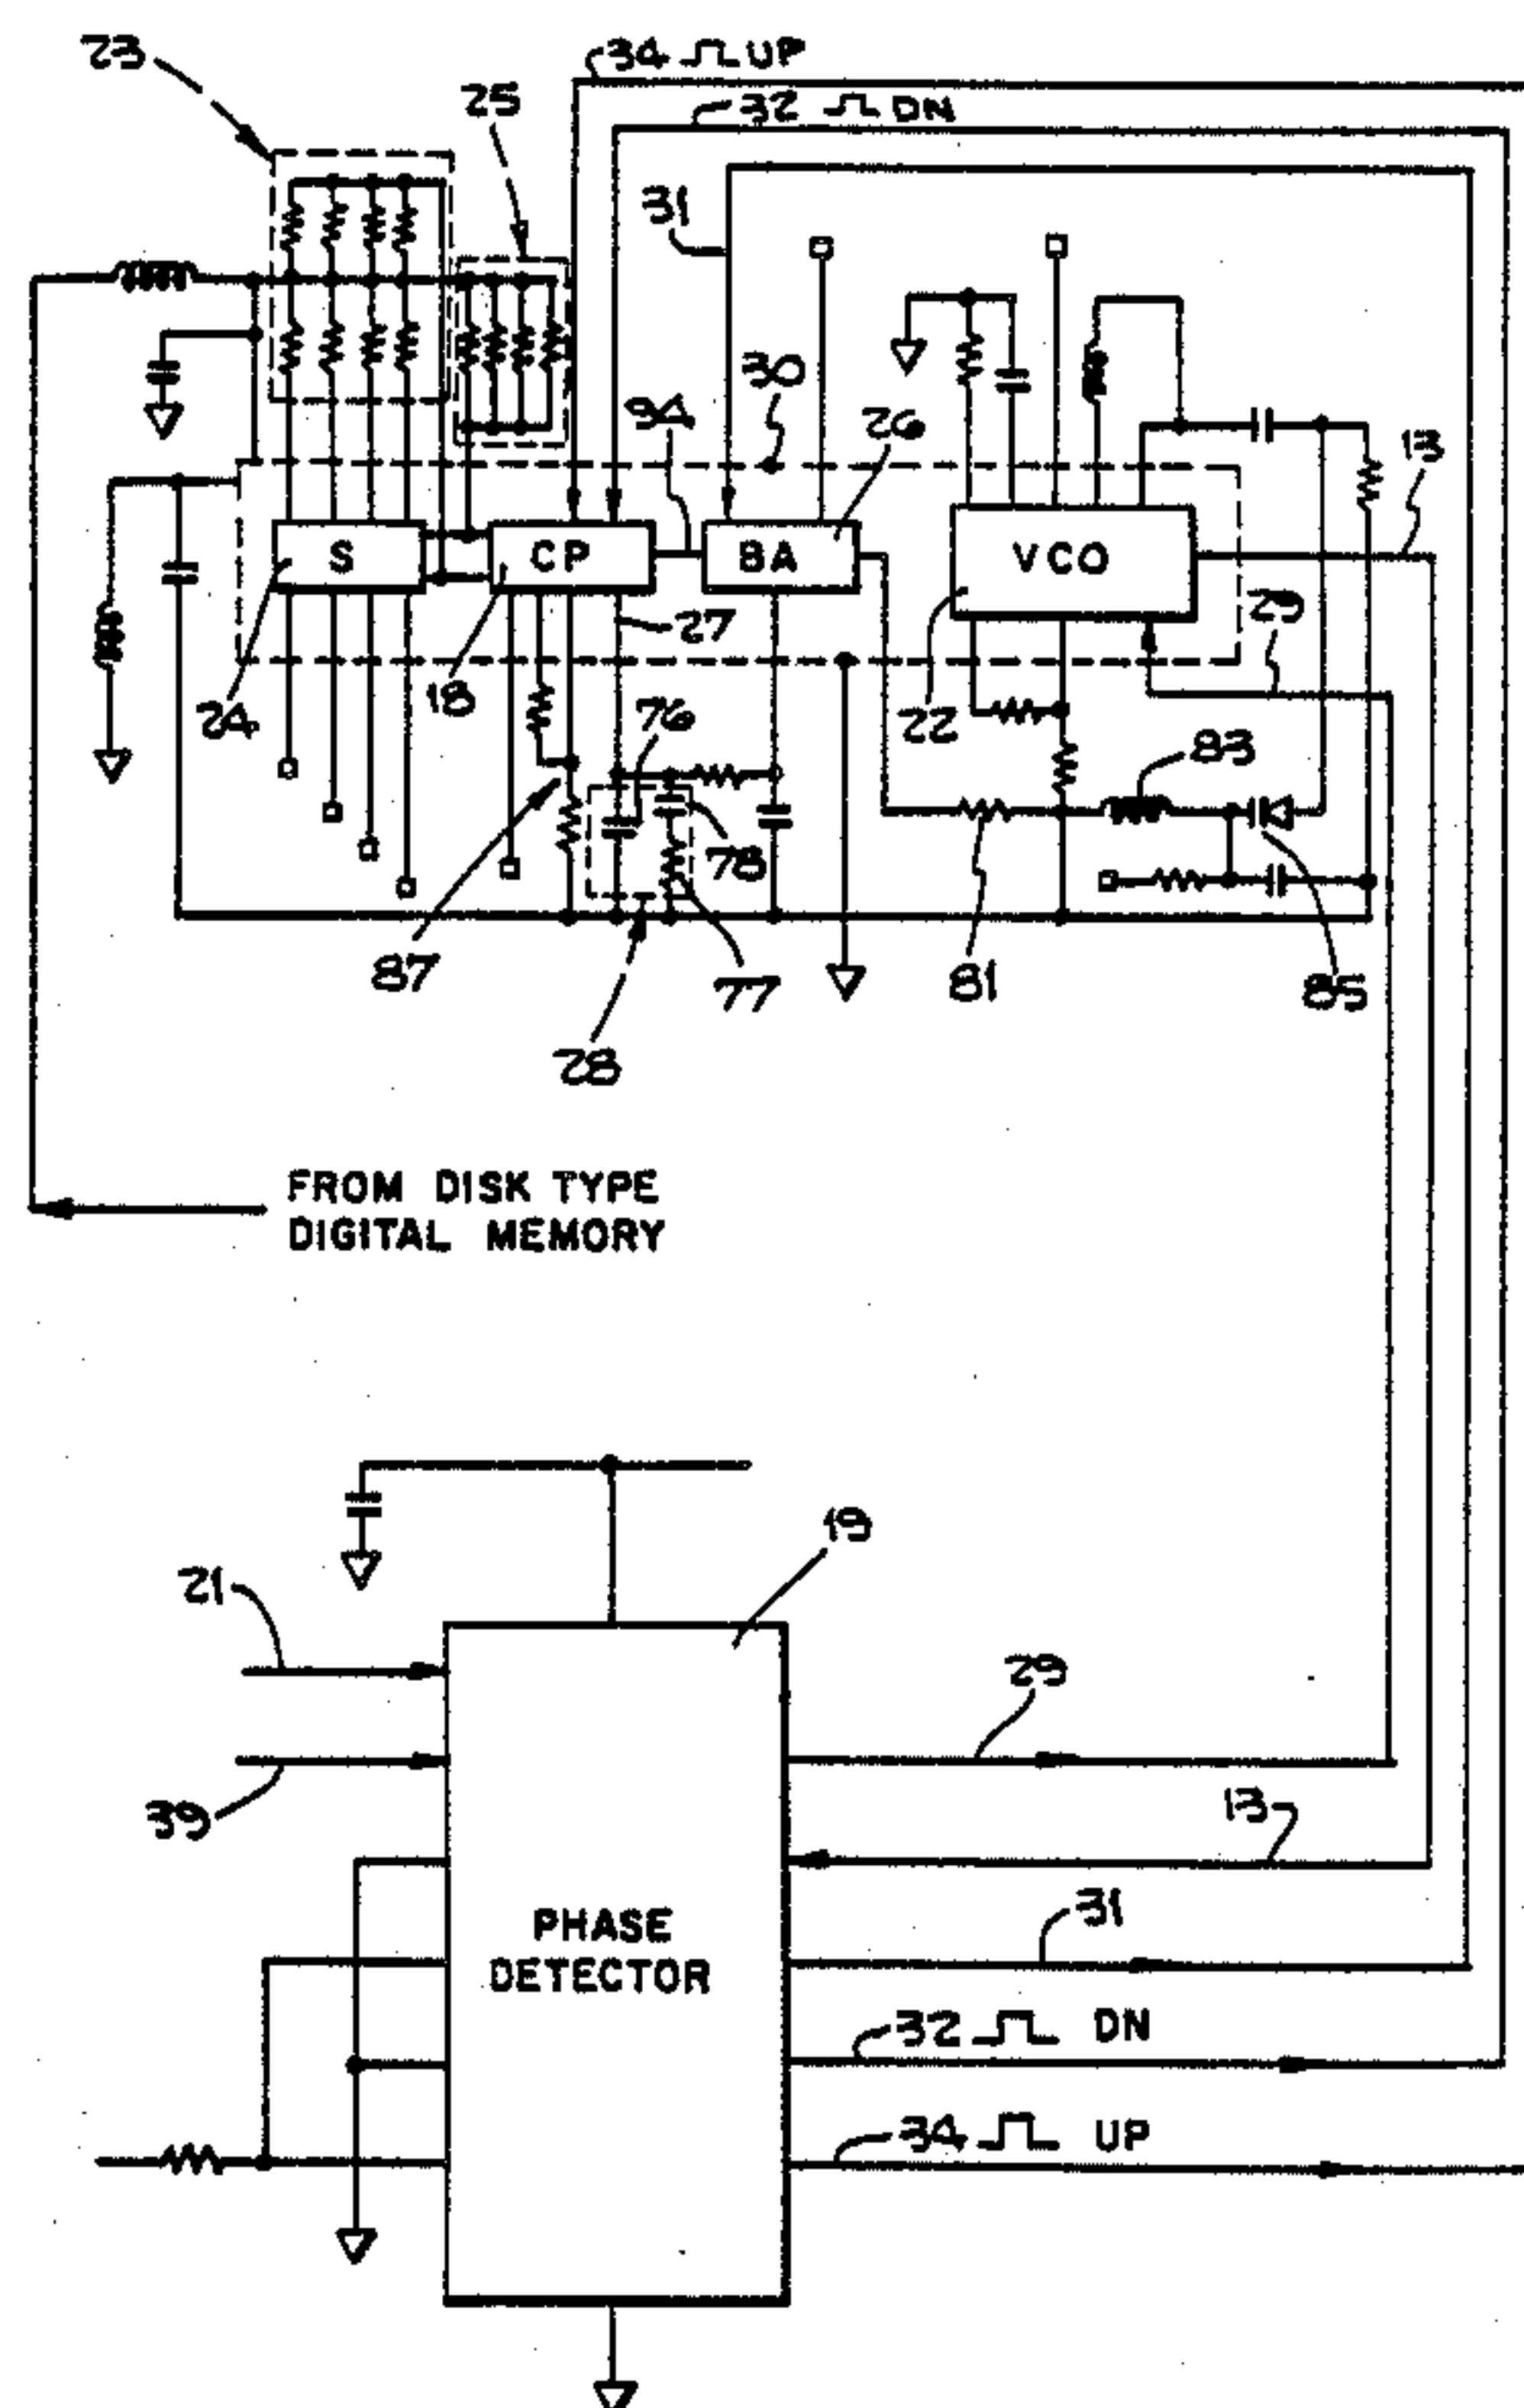 23
34 UP
32 DN
25
31
30
94
26
13
S
CP
BA
VCO
29
27
24
18
76
22
83
78
87
77
81
85
28
FROM DISK TYPE
DIGITAL MEMORY
19
21
29
39
13
31
PHASE
DETECTOR
32 DN
34 UP